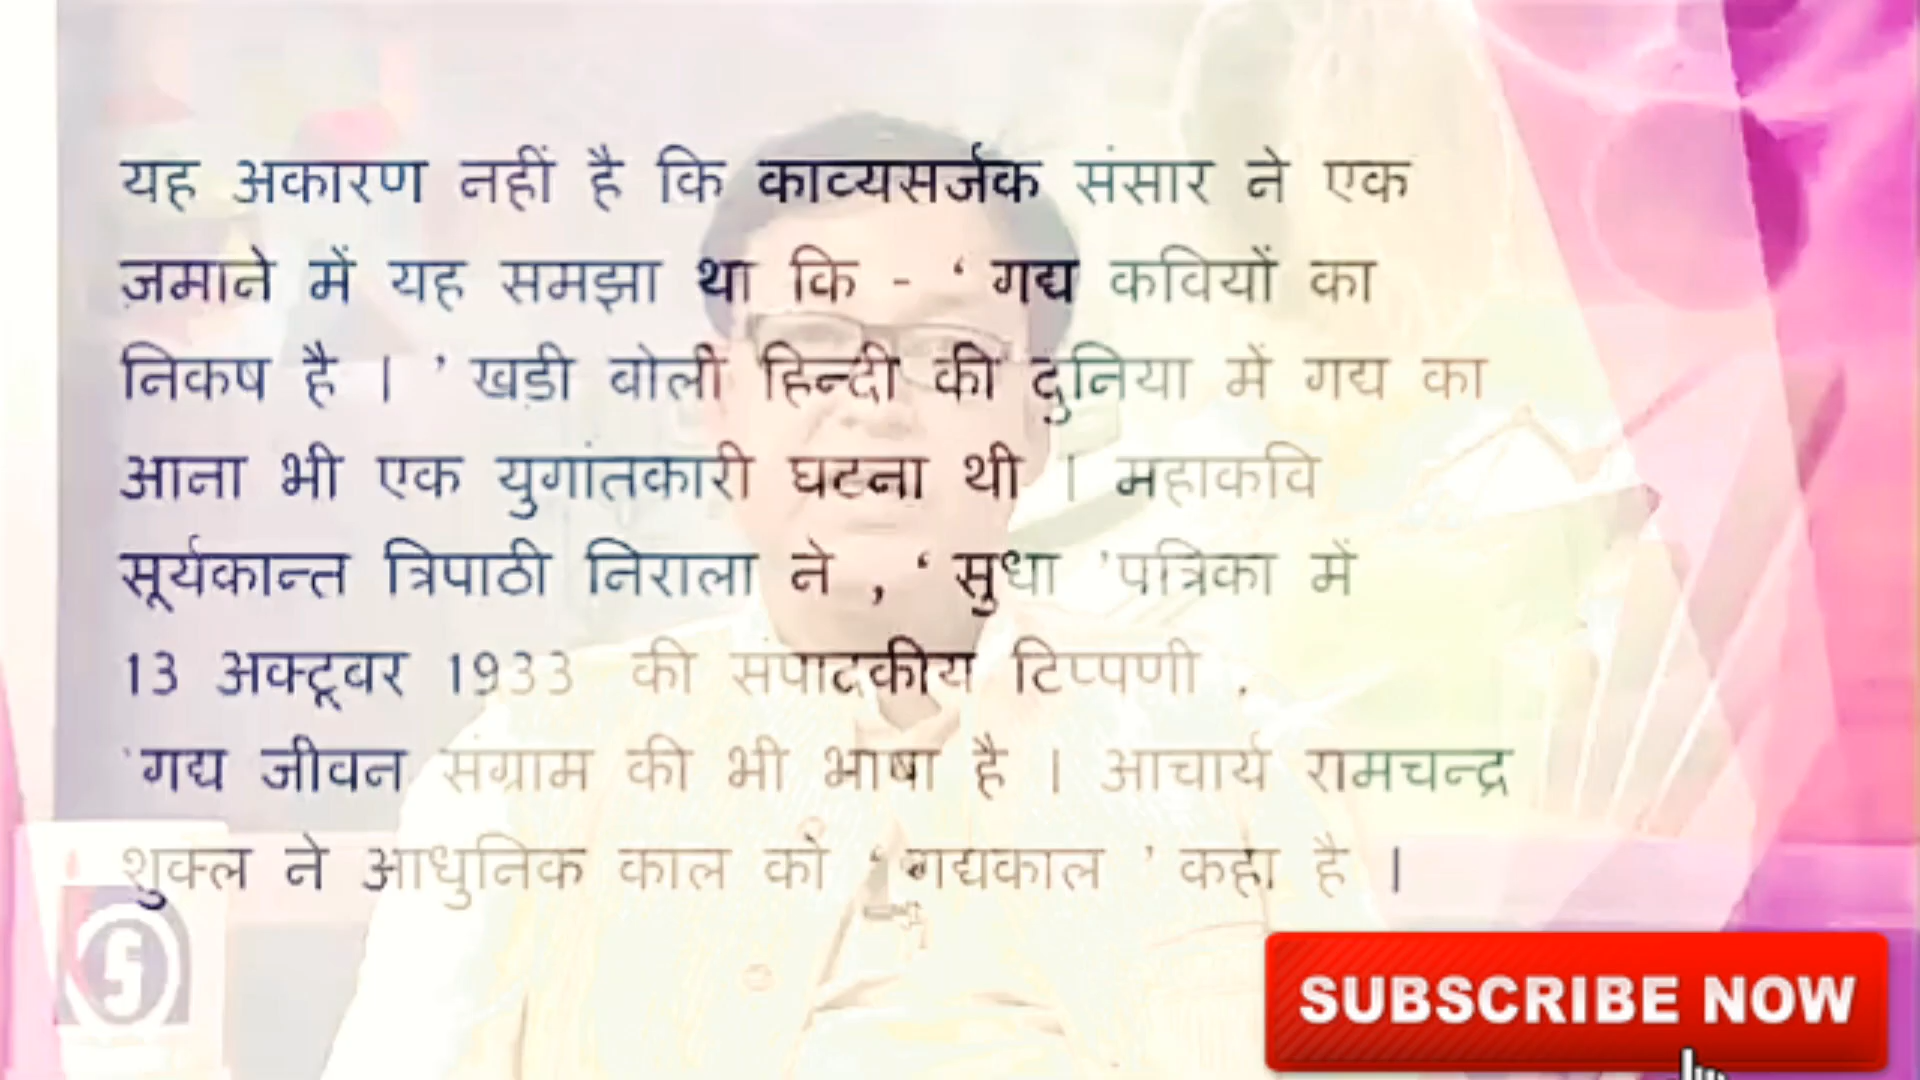 यह अकारण नहीं है कि काव्यसर्जक संसार ने एक
ज़माने में यह समझा था कि - ‘ गद्य कवियों का
निकष है । ’ खड़ी बोली हिन्दी की दुनिया में गद्य का
आना भी एक युगांतकारी घटना थी । महाकवि
सूर्यकान्त त्रिपाठी निराला ने , ‘ सुधा ’पत्रिका में
13 अक्टूबर 1933 की संपादकीय टिप्पणी .
‘गद्य जीवन संग्राम की भी भाषा है । आचार्य रामचन्द्र
शुक्ल ने आधुनिक काल को ‘ गद्यकाल ’ कहा है ।
SUBSCRIBE NOW